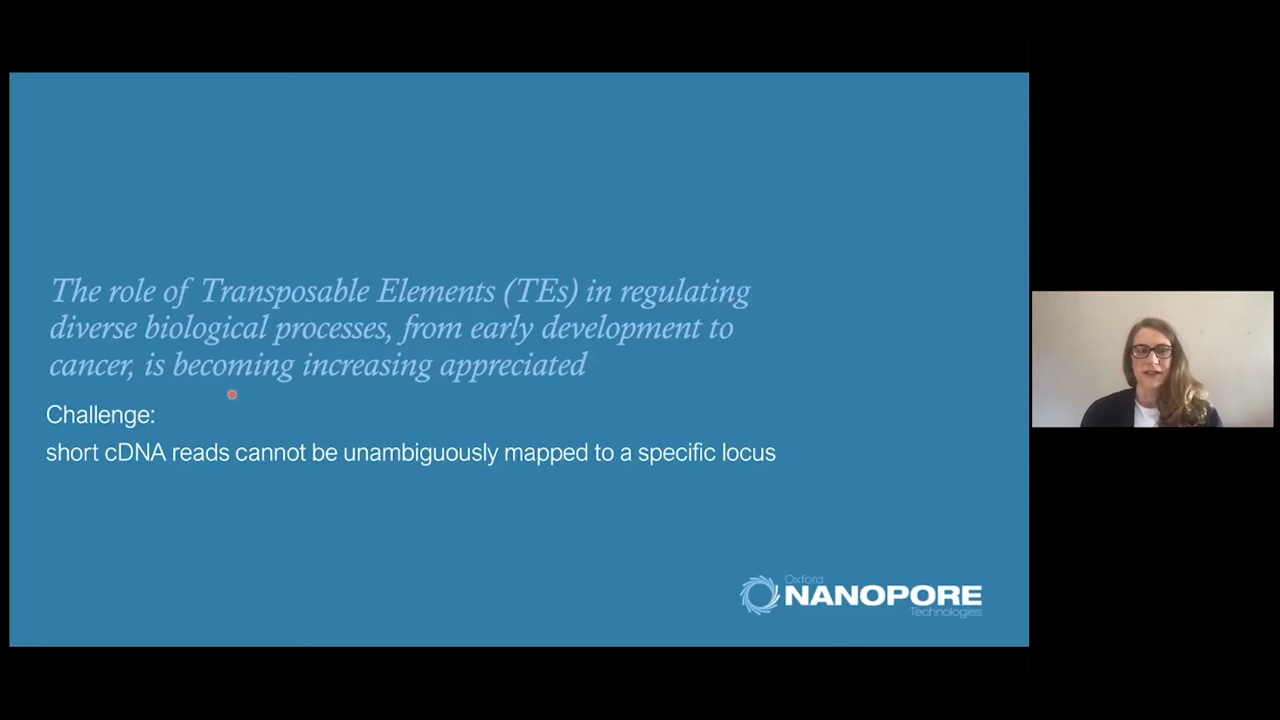 The role of Transposable Elements (TEs) in regulating
diverse biological processes, from early development to
cancer, is becoming increasing appreciated
Challenge:
short cDNA reads cannot be unambiguously mapped to a specific locus
Oxford
NANOPORE
Technologies